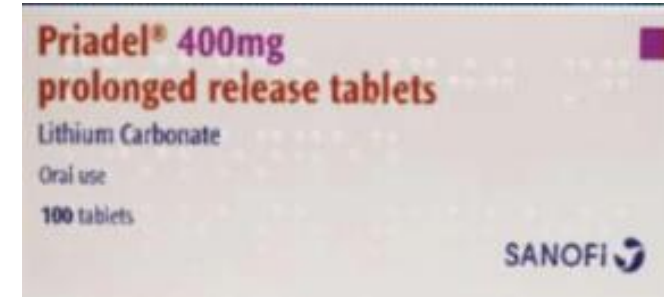 Priadel® 400mg
prolonged release tablets
Lithium Carbonate
Oral use
100 tablets
SANOFI